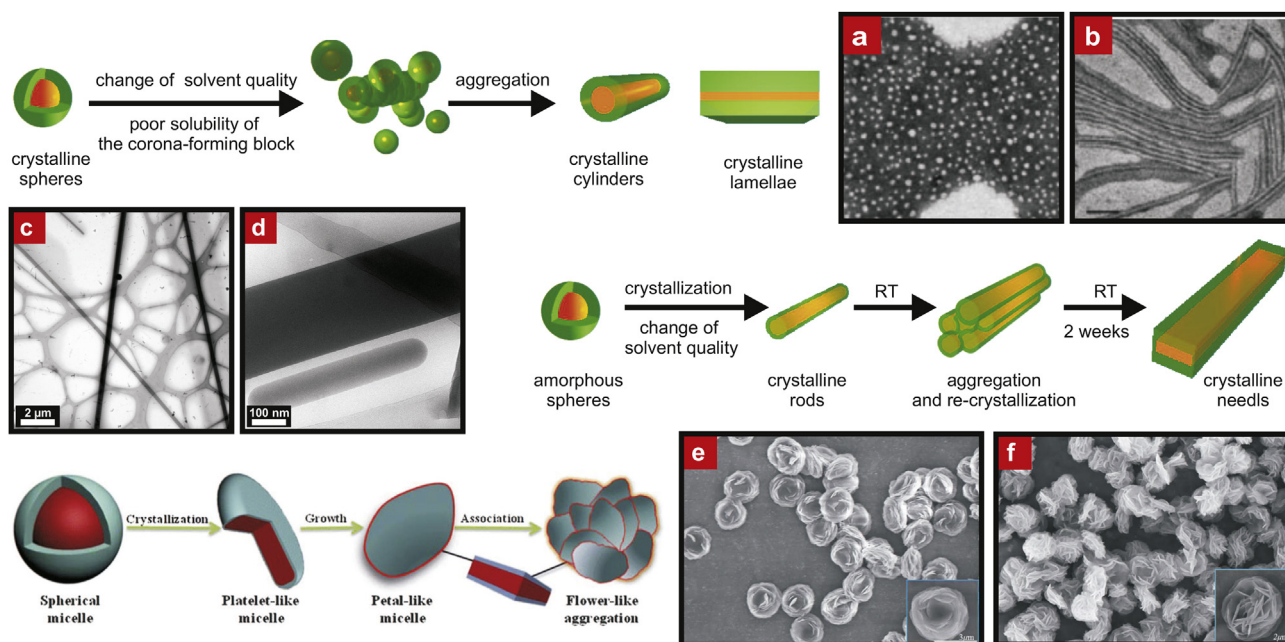 change of solvent quality
poor solubility of
the corona-forming block
crystalline
spheres
aggregation
crystalline
cylinders
crystalline
lamellae
a
b
c
2 µm
d
100 nm
amorphous
spheres
crystallization
change of
solvent quality
crystalline
rods
RT
aggregation
and re-crystallization
RT
2 weeks
crystalline
needls
Spherical
micelle
Crystallization
Platelet-like
micelle
Growth
Petal-like
micelle
Association
Flower-like
aggregation
e
3µm
f
2µm